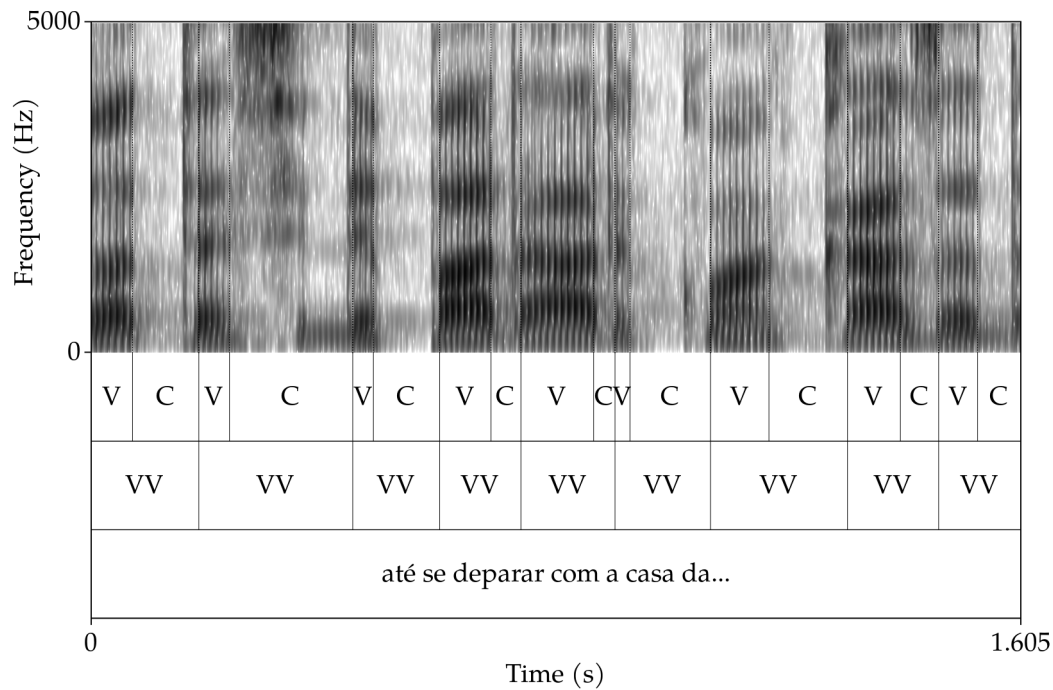 5000
Frequency (Hz)
0
V C V C V C V C V C V C V C V C V C
VV VV VV VV VV VV VV VV VV
até se deparar com a casa da...
0 1.605
Time (s)